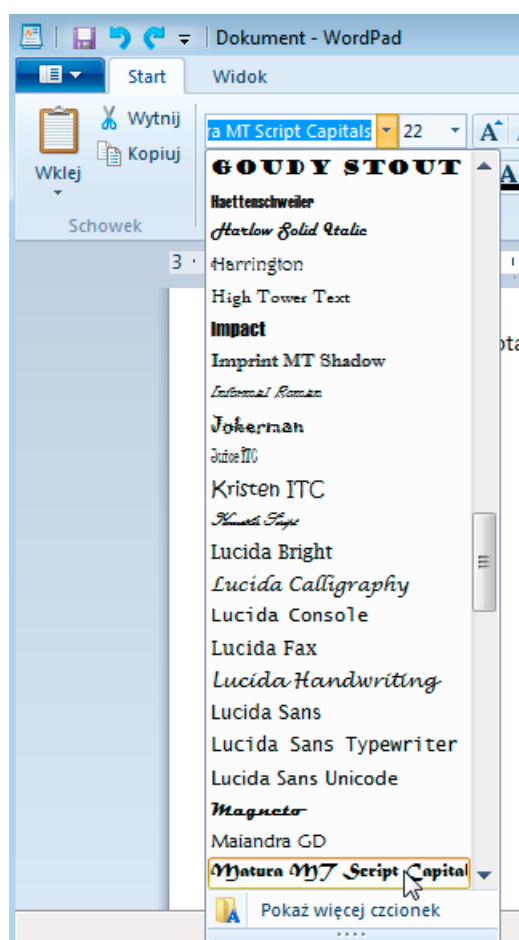 Dokument - WordPad
Start Widok
Wytnij
Kopiuj
Wklej
Schowek
ra MT Script Capitals 22 A
A
3
GOUDY STOUT
Haettenschweiler
Harlow Solid Italic
Harrington
High Tower Text
Impact
Imprint MT Shadow
Informal Roman
Jokerman
Juice ITC
Kristen ITC
Kunstler Script
Lucida Bright
Lucida Calligraphy
Lucida Console
Lucida Fax
Lucida Handwriting
Lucida Sans
Lucida Sans Typewriter
Lucida Sans Unicode
Magneto
Maiandra GD
Matura MT Script Capital
Pokaż więcej czcionek